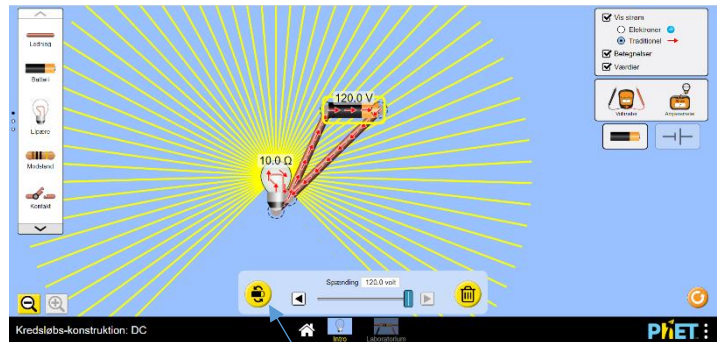 Ledning
Batteri
Lipære
Modstand
Kontakt
120.0 V
10.0 Ω
Vis strøm
Elektroner
Traditionel
Betegnelser
Værdier
Voltmeter
Amperemeter
Spænding 120.0 volt
Kredsløbs-konstruktion: DC
Intro
Laboratorium
PhET